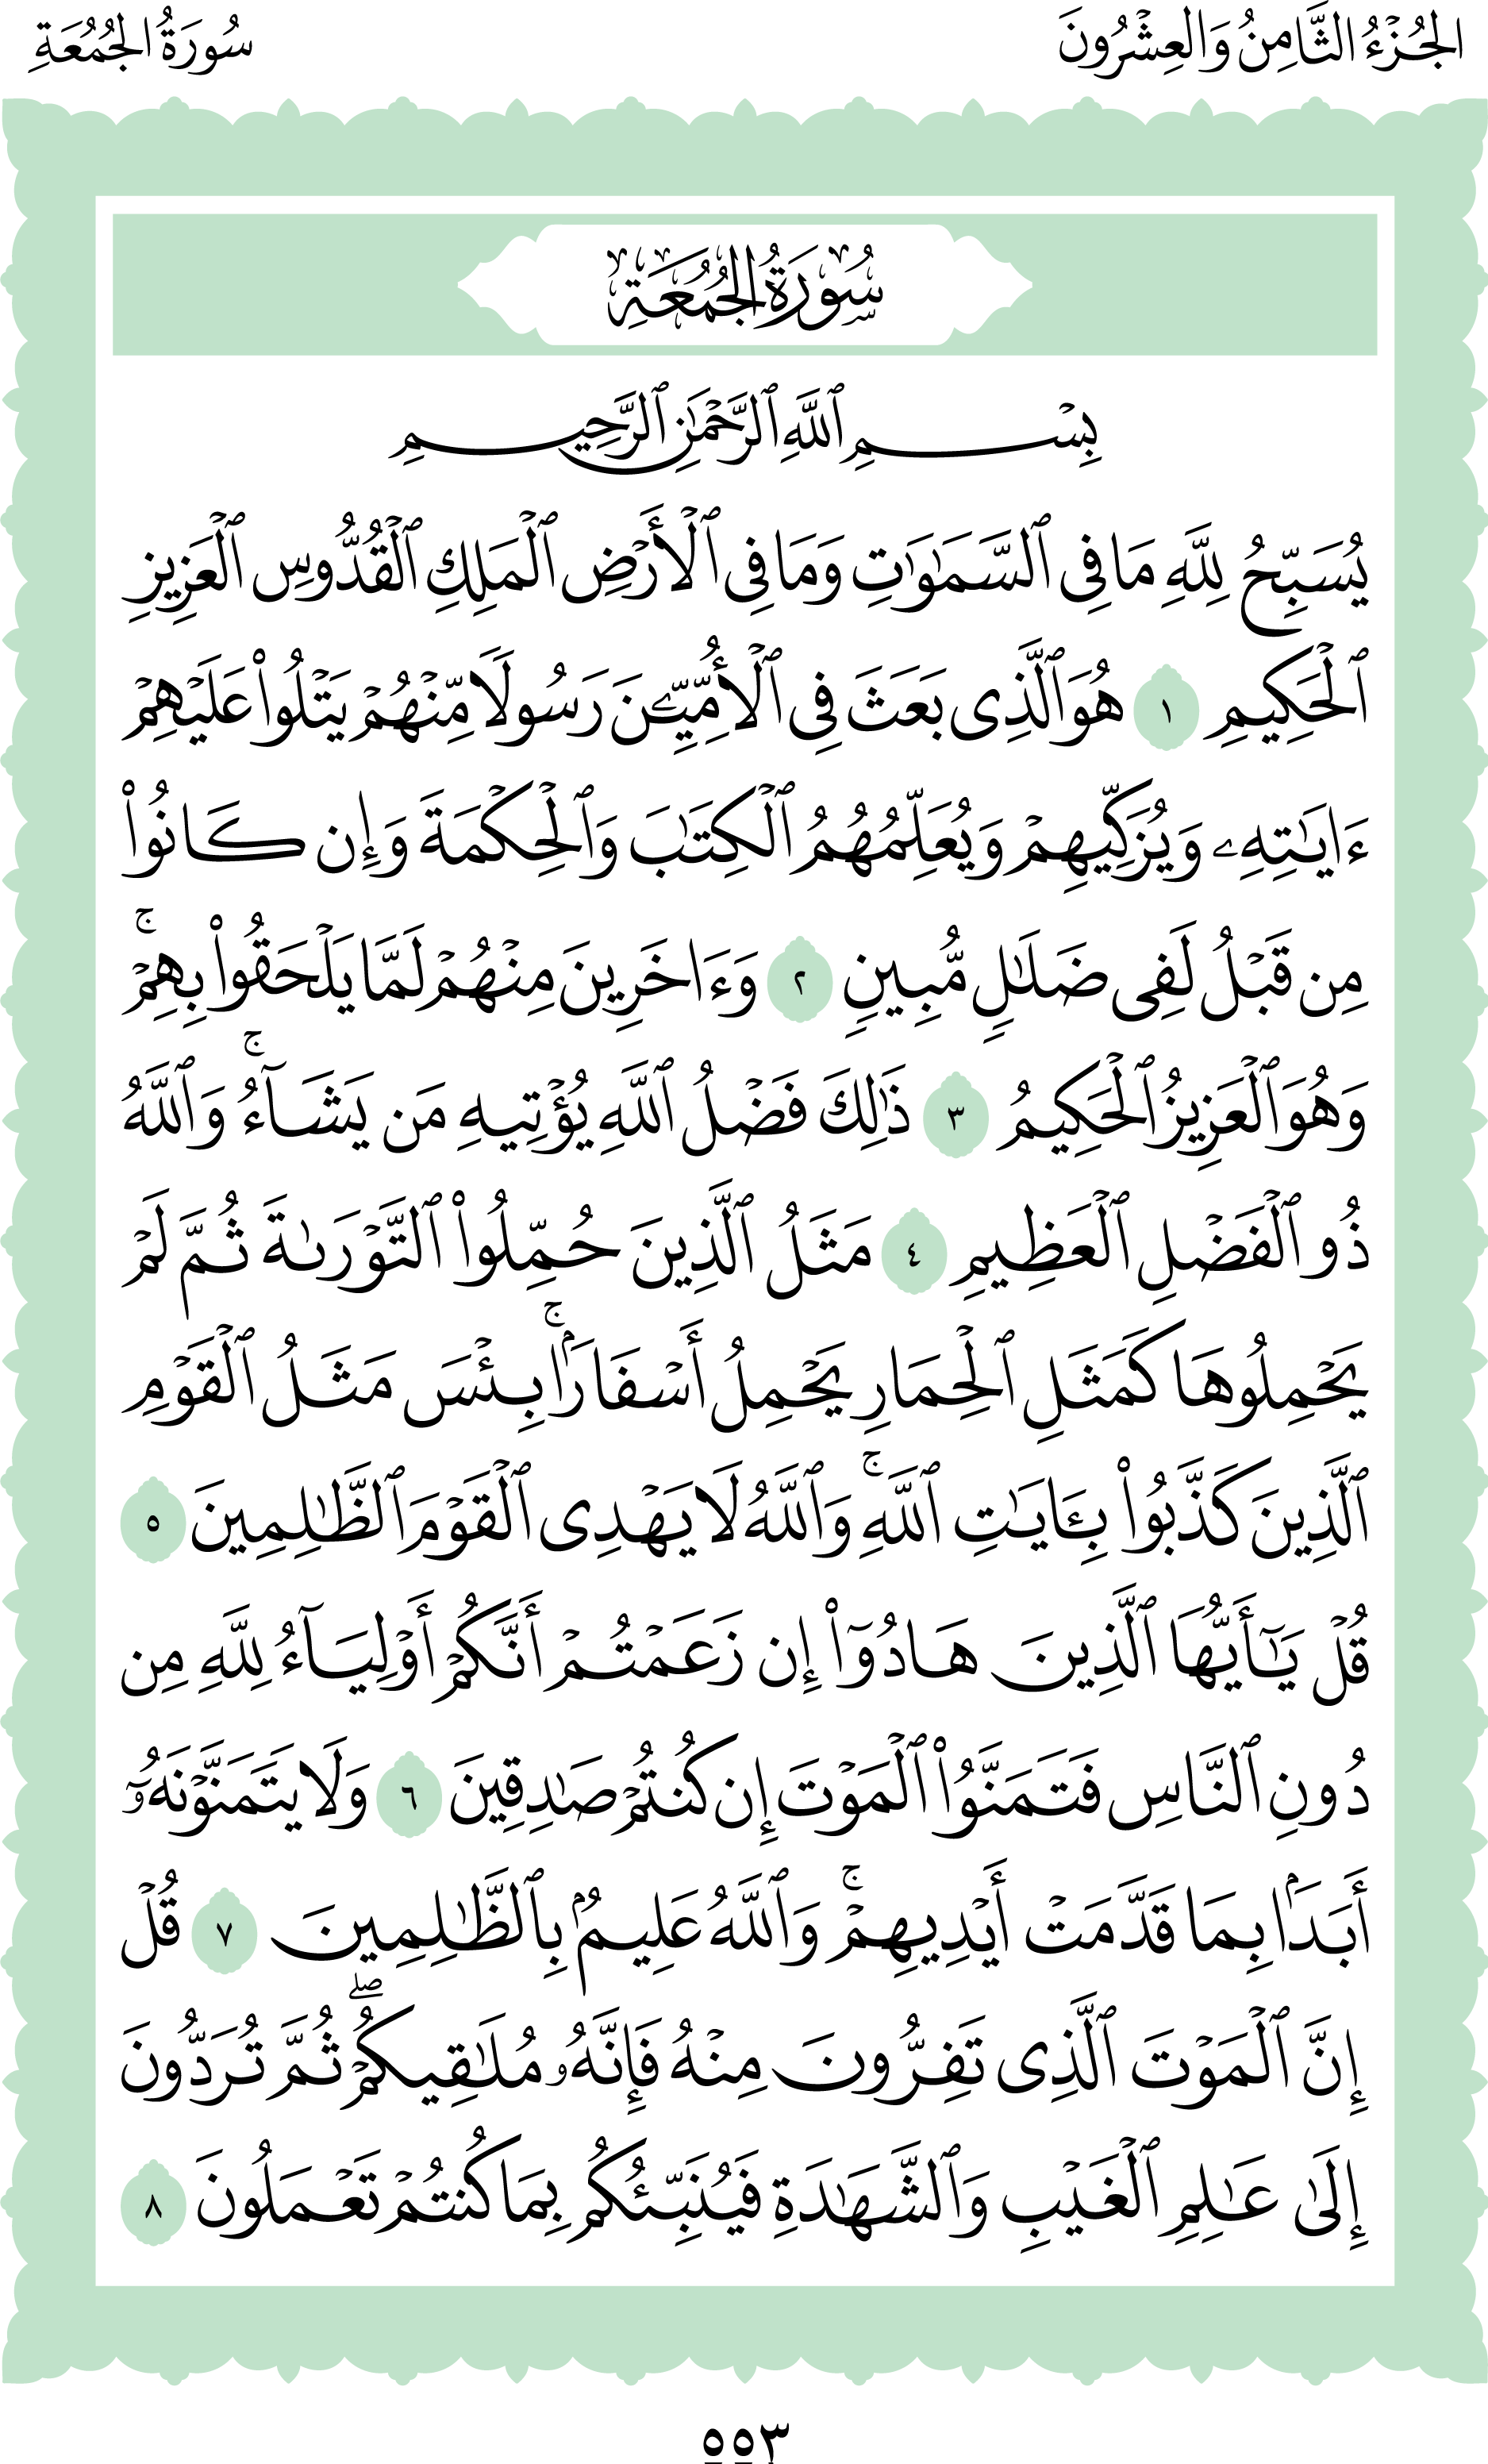 الجُزْءُ الثَّامِنُ وَالعِشْرُونَ
سُورَةُ الجُمُعَةِ
سُورَةُ الجُمُعَةِ
بِسْمِ ٱللَّهِ ٱلرَّحْمَٰنِ ٱلرَّحِيمِ
يُسَبِّحُ لِلَّهِ مَا فِى ٱلسَّمَٰوَٰتِ وَمَا فِى ٱلْأَرْضِ ٱلْمَلِكِ ٱلْقُدُّوسِ ٱلْعَزِيزِ
ٱلْحَكِيمِ ١ هُوَ ٱلَّذِى بَعَثَ فِى ٱلْأُمِّيِّـۧنَ رَسُولًا مِّنْهُمْ يَتْلُوا۟ عَلَيْهِمْ
ءَايَٰتِهِۦ وَيُزَكِّيهِمْ وَيُعَلِّمُهُمُ ٱلْكِتَٰبَ وَٱلْحِكْمَةَ وَإِن كَانُوا۟
مِن قَبْلُ لَفِى ضَلَٰلٍ مُّبِينٍ ٢ وَءَاخَرِينَ مِنْهُمْ لَمَّا يَلْحَقُوا۟ بِهِمْ ۚ
وَهُوَ ٱلْعَزِيزُ ٱلْحَكِيمُ ٣ ذَٰلِكَ فَضْلُ ٱللَّهِ يُؤْتِيهِ مَن يَشَآءُ ۚ وَٱللَّهُ
ذُو ٱلْفَضْلِ ٱلْعَظِيمِ ٤ مَثَلُ ٱلَّذِينَ حُمِّلُوا۟ ٱلتَّوْرَىٰةَ ثُمَّ لَمْ
يَحْمِلُوهَا كَمَثَلِ ٱلْحِمَارِ يَحْمِلُ أَسْفَارًۢا ۚ بِئْسَ مَثَلُ ٱلْقَوْمِ
ٱلَّذِينَ كَذَّبُوا۟ بِـَٔايَٰتِ ٱللَّهِ ۚ وَٱللَّهُ لَا يَهْدِى ٱلْقَوْمَ ٱلظَّٰلِمِينَ ٥
قُلْ يَٰٓأَيُّهَا ٱلَّذِينَ هَادُوٓا۟ إِن زَعَمْتُمْ أَنَّكُمْ أَوْلِيَآءُ لِلَّهِ مِن
دُونِ ٱلنَّاسِ فَتَمَنَّوُا۟ ٱلْمَوْتَ إِن كُنتُمْ صَٰدِقِينَ ٦ وَلَا يَتَمَنَّوْنَهُۥٓ
أَبَدًۢا بِمَا قَدَّمَتْ أَيْدِيهِمْ ۚ وَٱللَّهُ عَلِيمٌۢ بِٱلظَّٰلِمِينَ ٧ قُلْ
إِنَّ ٱلْمَوْتَ ٱلَّذِى تَفِرُّونَ مِنْهُ فَإِنَّهُۥ مُلَٰقِيكُمْ ۖ ثُمَّ تُرَدُّونَ
إِلَىٰ عَٰلِمِ ٱلْغَيْبِ وَٱلشَّهَٰدَةِ فَيُنَبِّئُكُم بِمَا كُنتُمْ تَعْمَلُونَ ٨
٥٥٣